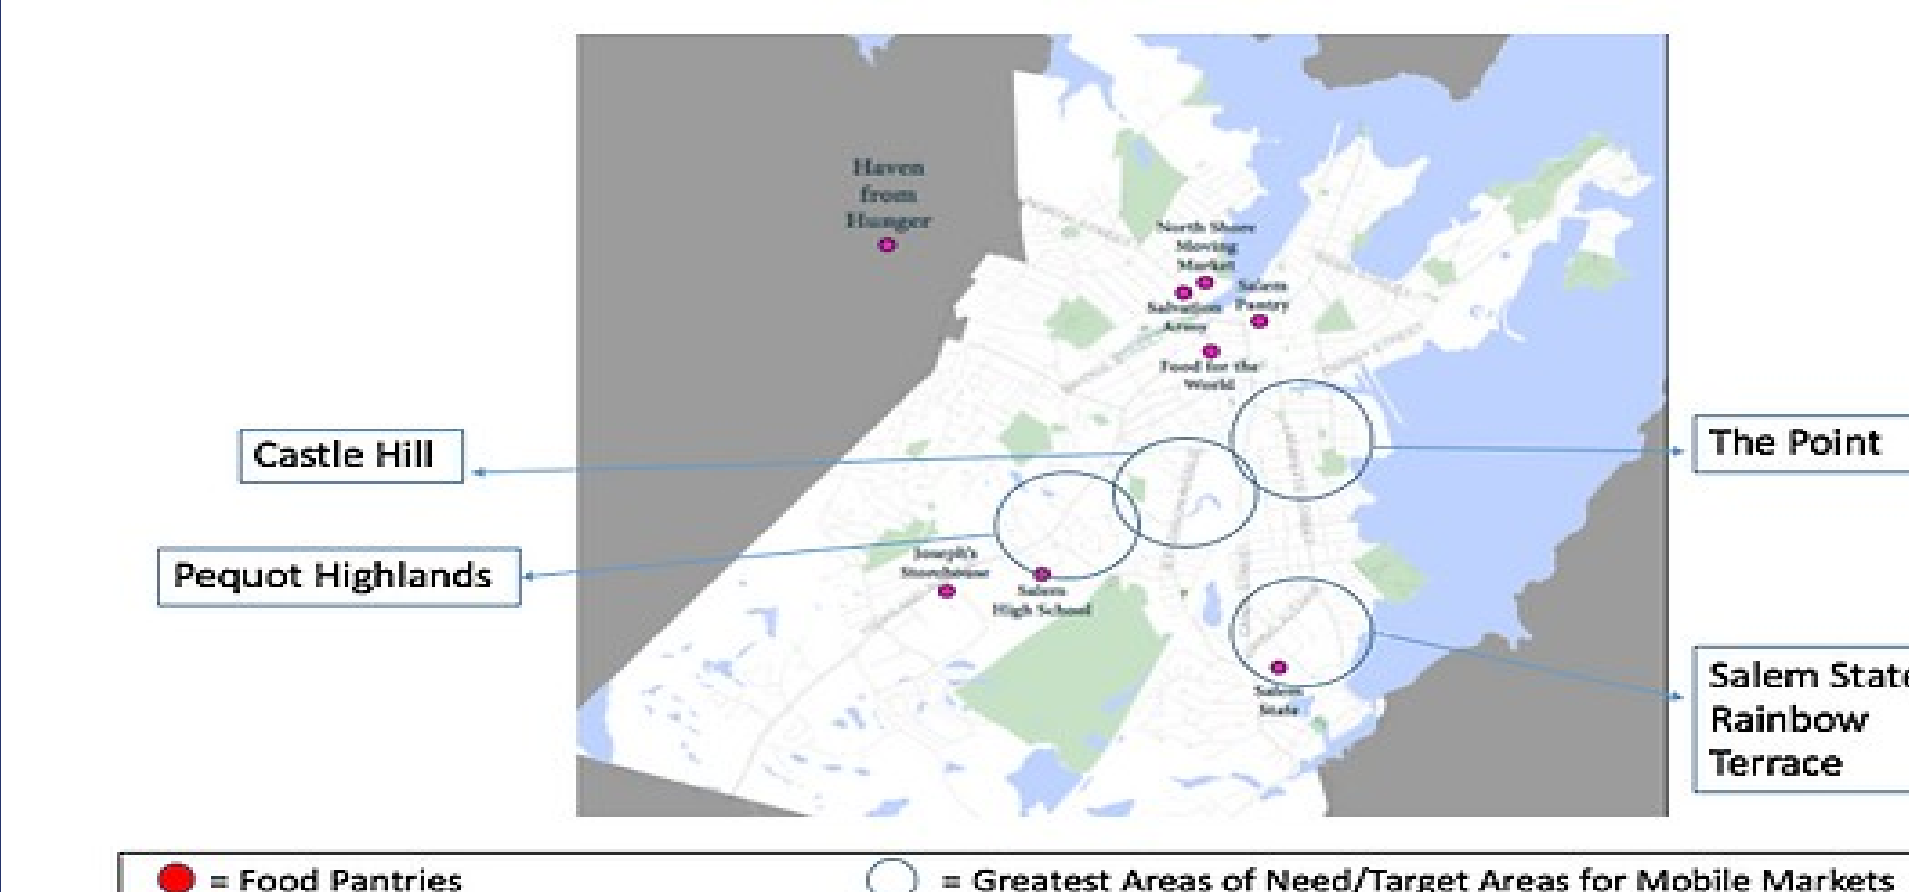 Haven
from
Hunger
North Shore
Moving
Market
Salem
Pantry
Salvation
Army
Food for the
World
Castle Hill
The Point
Pequot Highlands
Joseph's
Storehouse
Salem
High School
Salem State
Rainbow
Terrace
Salem
State
= Food Pantries
= Greatest Areas of Need/Target Areas for Mobile Markets